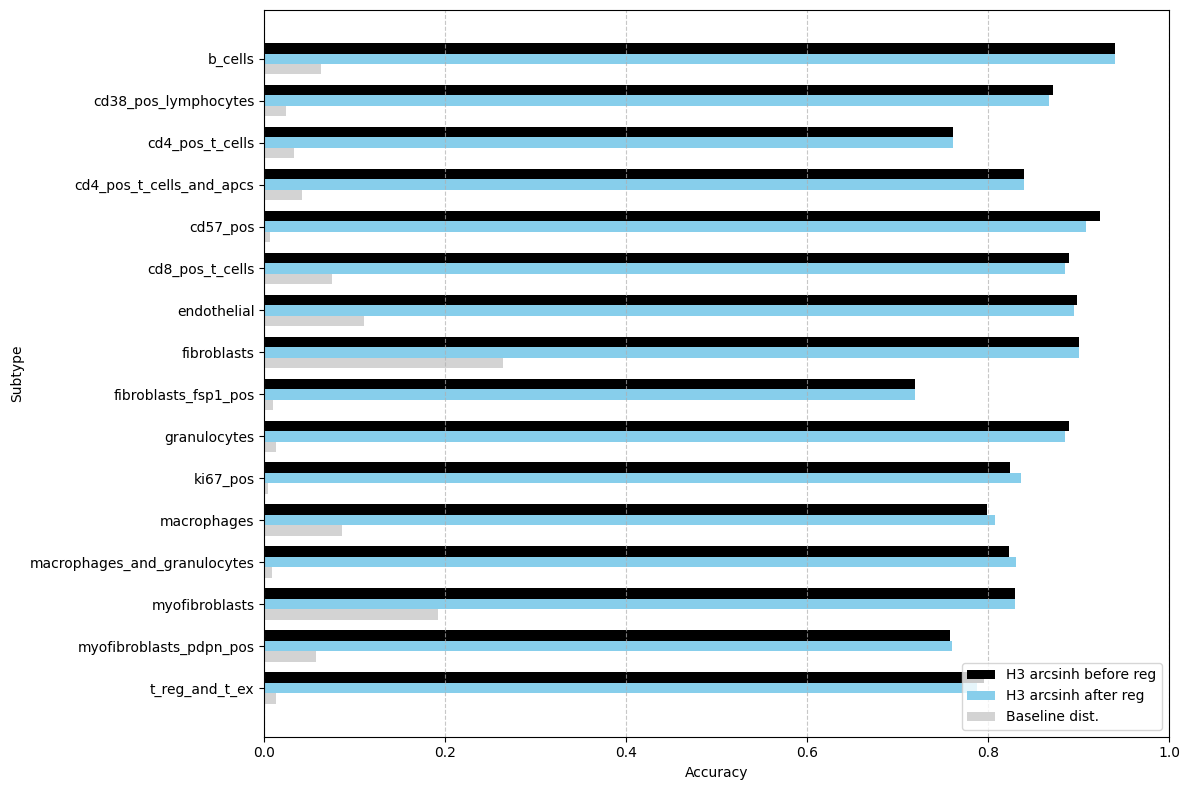 b_cells
cd38_pos_lymphocytes
cd4_pos_t_cells
cd4_pos_t_cells_and_apcs
cd57_pos
cd8_pos_t_cells
endothelial
fibroblasts
fibroblasts_fsp1_pos
granulocytes
ki67_pos
macrophages
macrophages_and_granulocytes
myofibroblasts
myofibroblasts_pdpn_pos
t_reg_and_t_ex
Subtype
H3 arcsinh before reg
H3 arcsinh after reg
Baseline dist.
0.0 0.2 0.4 0.6 0.8 1.0
Accuracy